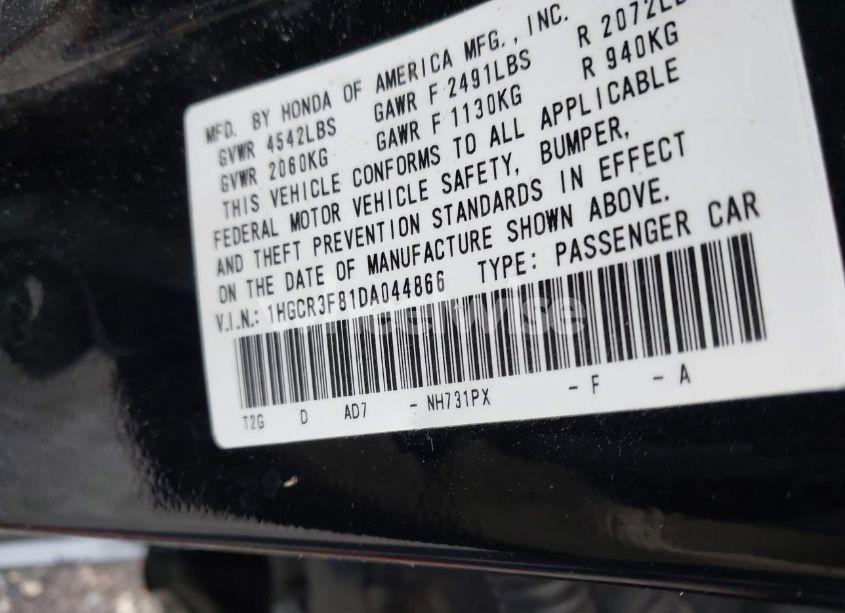 MFD. BY HONDA OF AMERICA MFG., INC.
GVWR 4542LBS GAWR F 2491LBS R 2072LB
GVWR 2060KG GAWR F 1130KG R 940KG
THIS VEHICLE CONFORMS TO ALL APPLICABLE
FEDERAL MOTOR VEHICLE SAFETY, BUMPER,
AND THEFT PREVENTION STANDARDS IN EFFECT
ON THE DATE OF MANUFACTURE SHOWN ABOVE.
V.I.N.: 1HGCR3F81DA044866 TYPE: PASSENGER CAR
T2G D AD7 - NH731PX - F - A